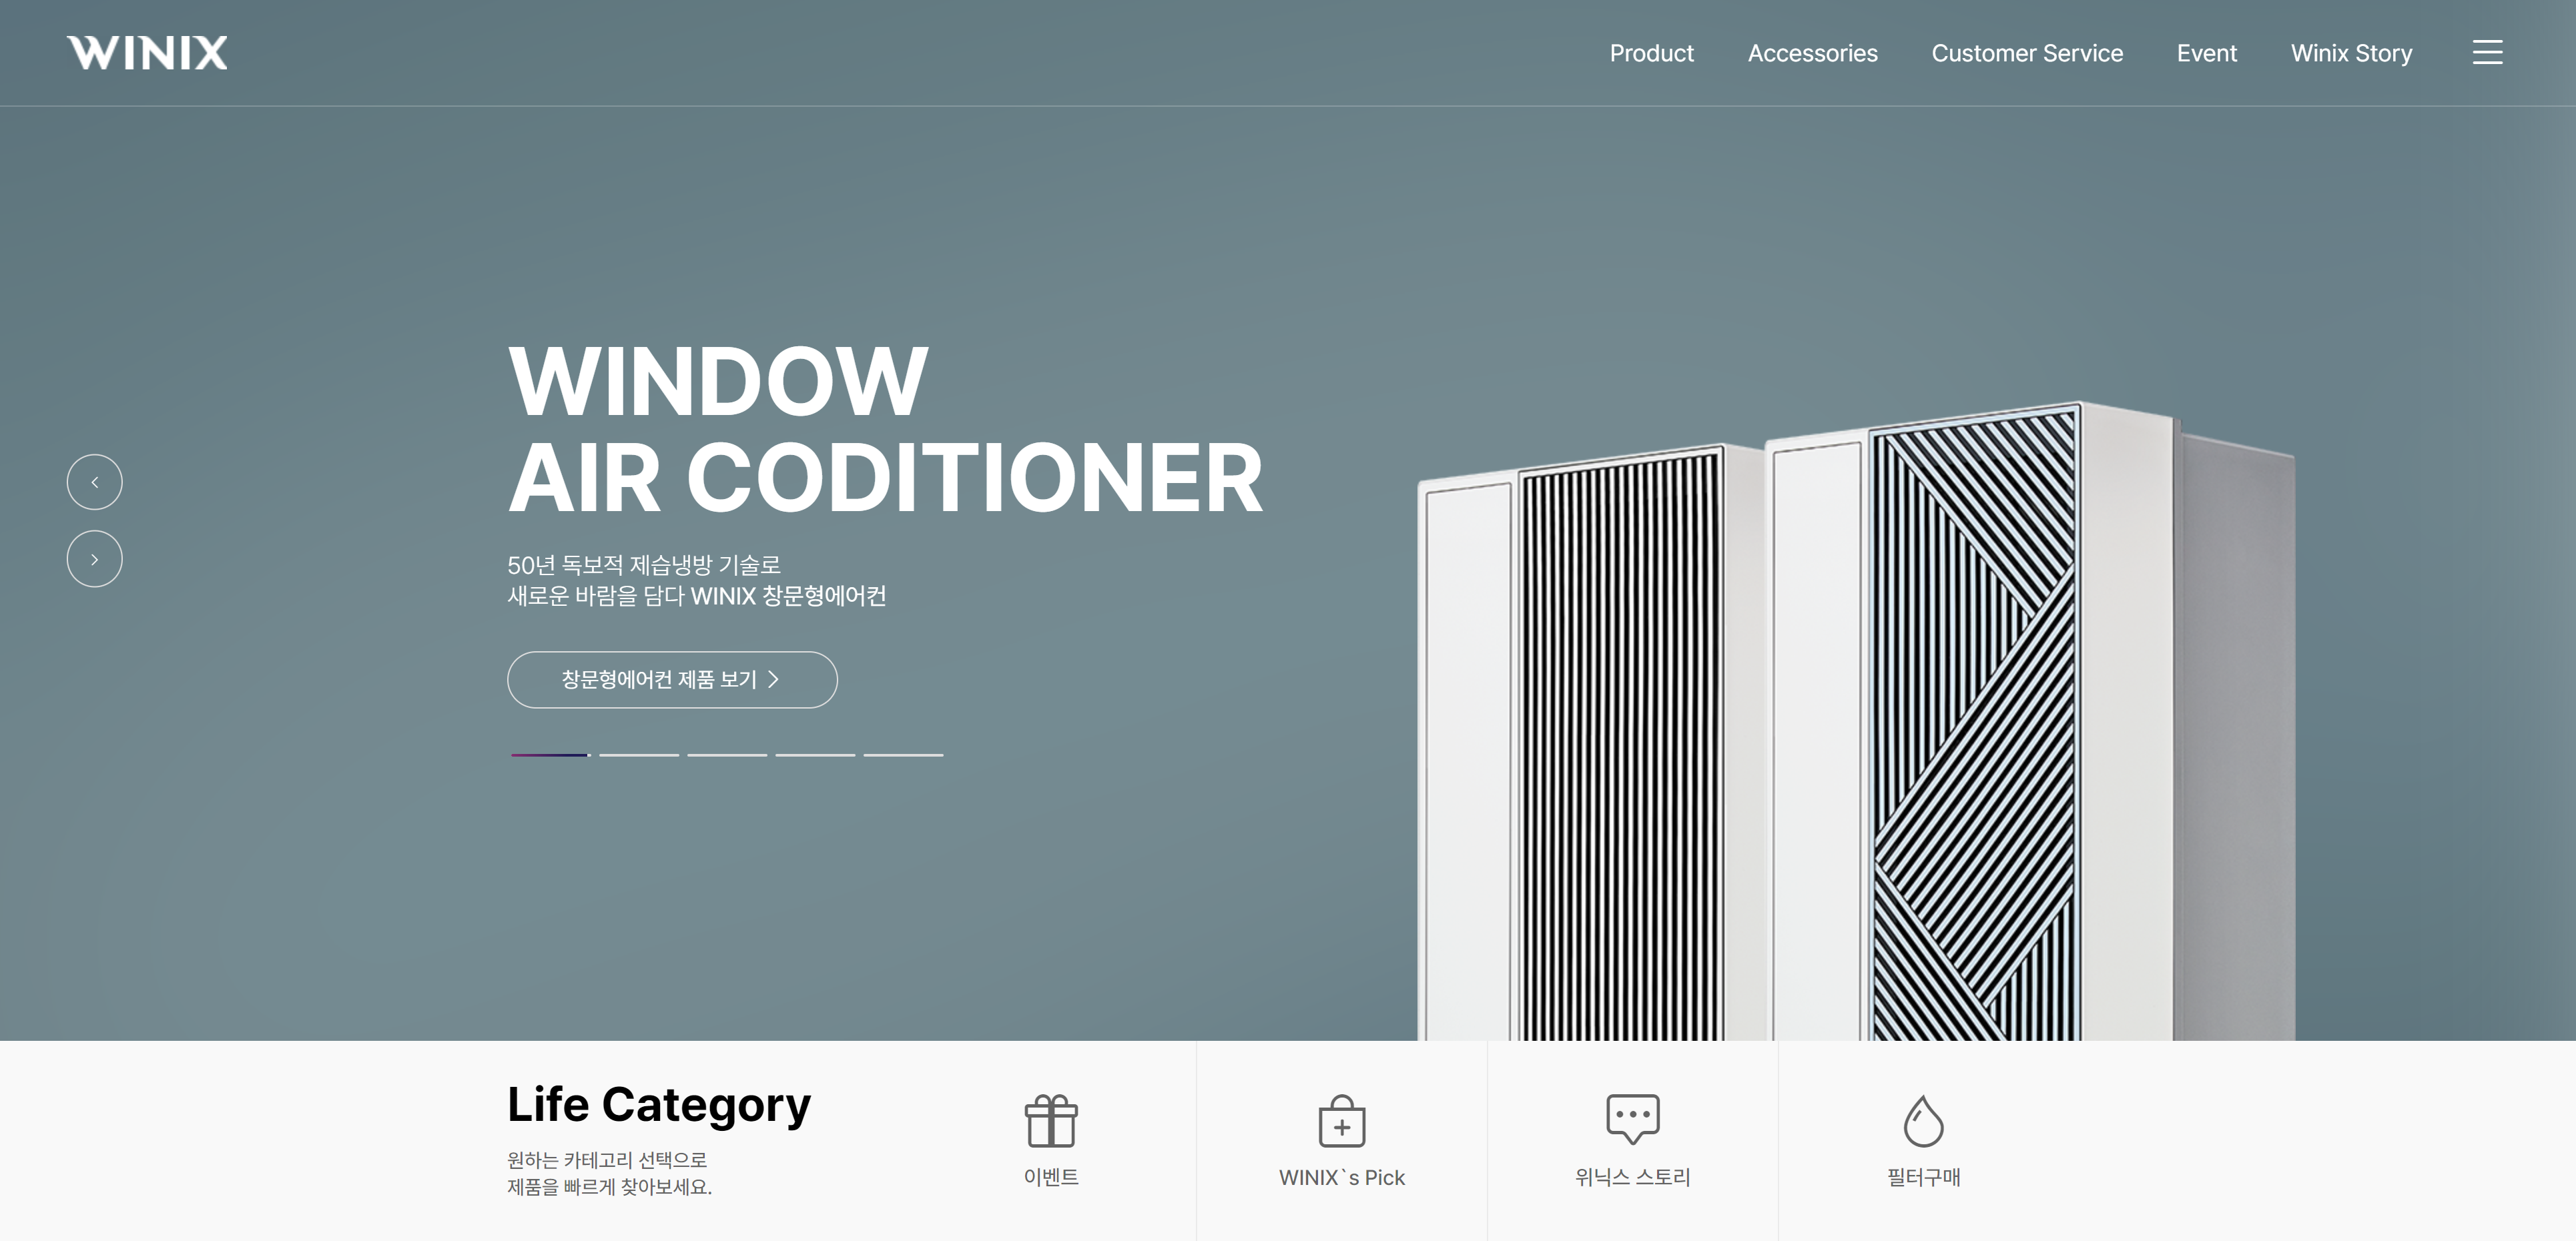 WINIX
Product
Accessories
Customer Service
Event
Winix Story
WINDOW
AIR CODITIONER
50년 독보적 제습냉방 기술로
새로운 바람을 담다 WINIX 창문형에어컨
창문형에어컨 제품 보기
Life Category
원하는 카테고리 선택으로
제품을 빠르게 찾아보세요.
이벤트
WINIX`s Pick
위닉스 스토리
필터구매